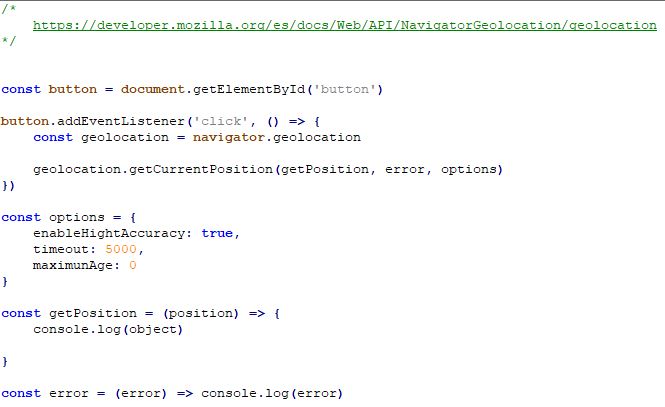 /*
https://developer.mozilla.org/es/docs/Web/API/NavigatorGeolocation/geolocation
*/
const button = document.getElementById('button')
button.addEventListener('click', () => {
const geolocation = navigator.geolocation
geolocation.getCurrentPosition(getPosition, error, options)
})
const options = {
enableHightAccuracy: true,
timeout: 5000,
maximunAge: 0
}
const getPosition = (position) => {
console.log(object)
}
const error = (error) => console.log(error)